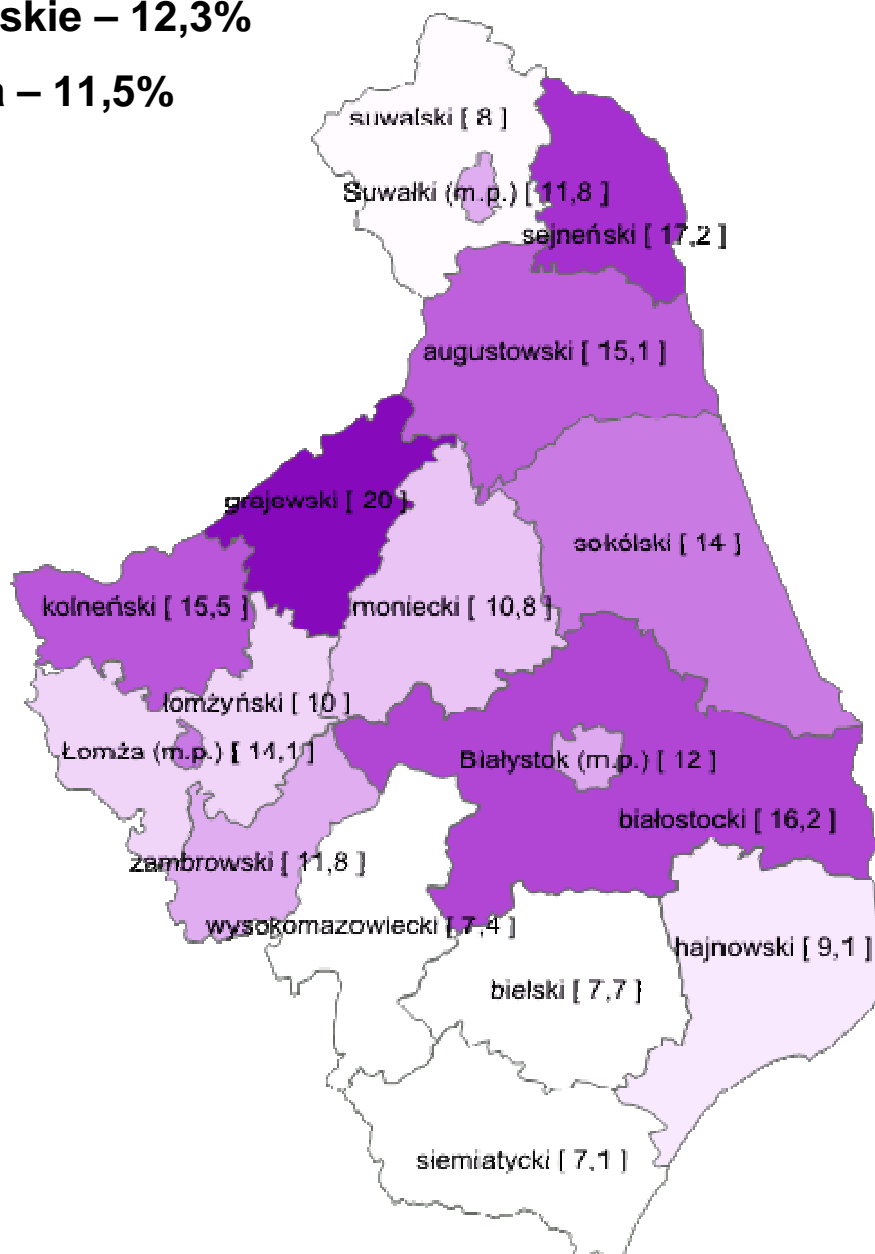 skie – 12,3%
a – 11,5%
suwalski [ 8 ]
Suwałki (m.p.) [ 11,8 ]
sejneński [ 17,2 ]
augustowski [ 15,1 ]
grajewski [ 20 ]
sokólski [ 14 ]
kolneński [ 15,5 ]
moniecki [ 10,8 ]
łomżyński [ 10 ]
Łomża (m.p.) [ 14,1 ]
Białystok (m.p.) [ 12 ]
białostocki [ 16,2 ]
zambrowski [ 11,8 ]
wysokomazowiecki [ 7,4 ]
hajnowski [ 9,1 ]
bielski [ 7,7 ]
siemiatycki [ 7,1 ]